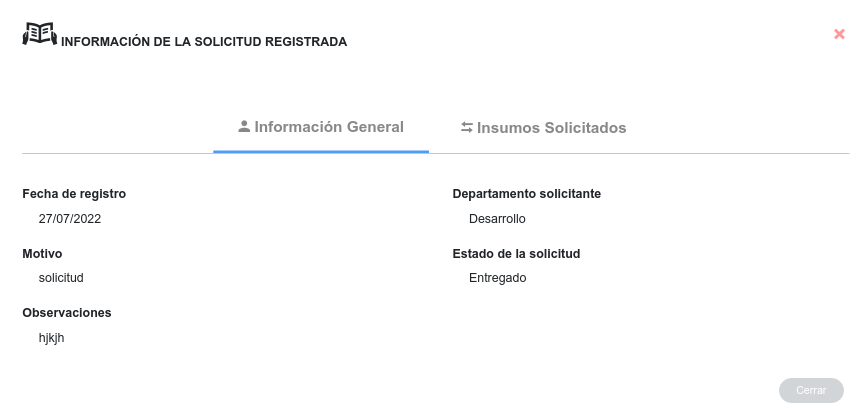 INFORMACIÓN DE LA SOLICITUD REGISTRADA
Información General
Insumos Solicitados
Fecha de registro
27/07/2022
Departamento solicitante
Desarrollo
Motivo
solicitud
Estado de la solicitud
Entregado
Observaciones
hjkjh
Cerrar